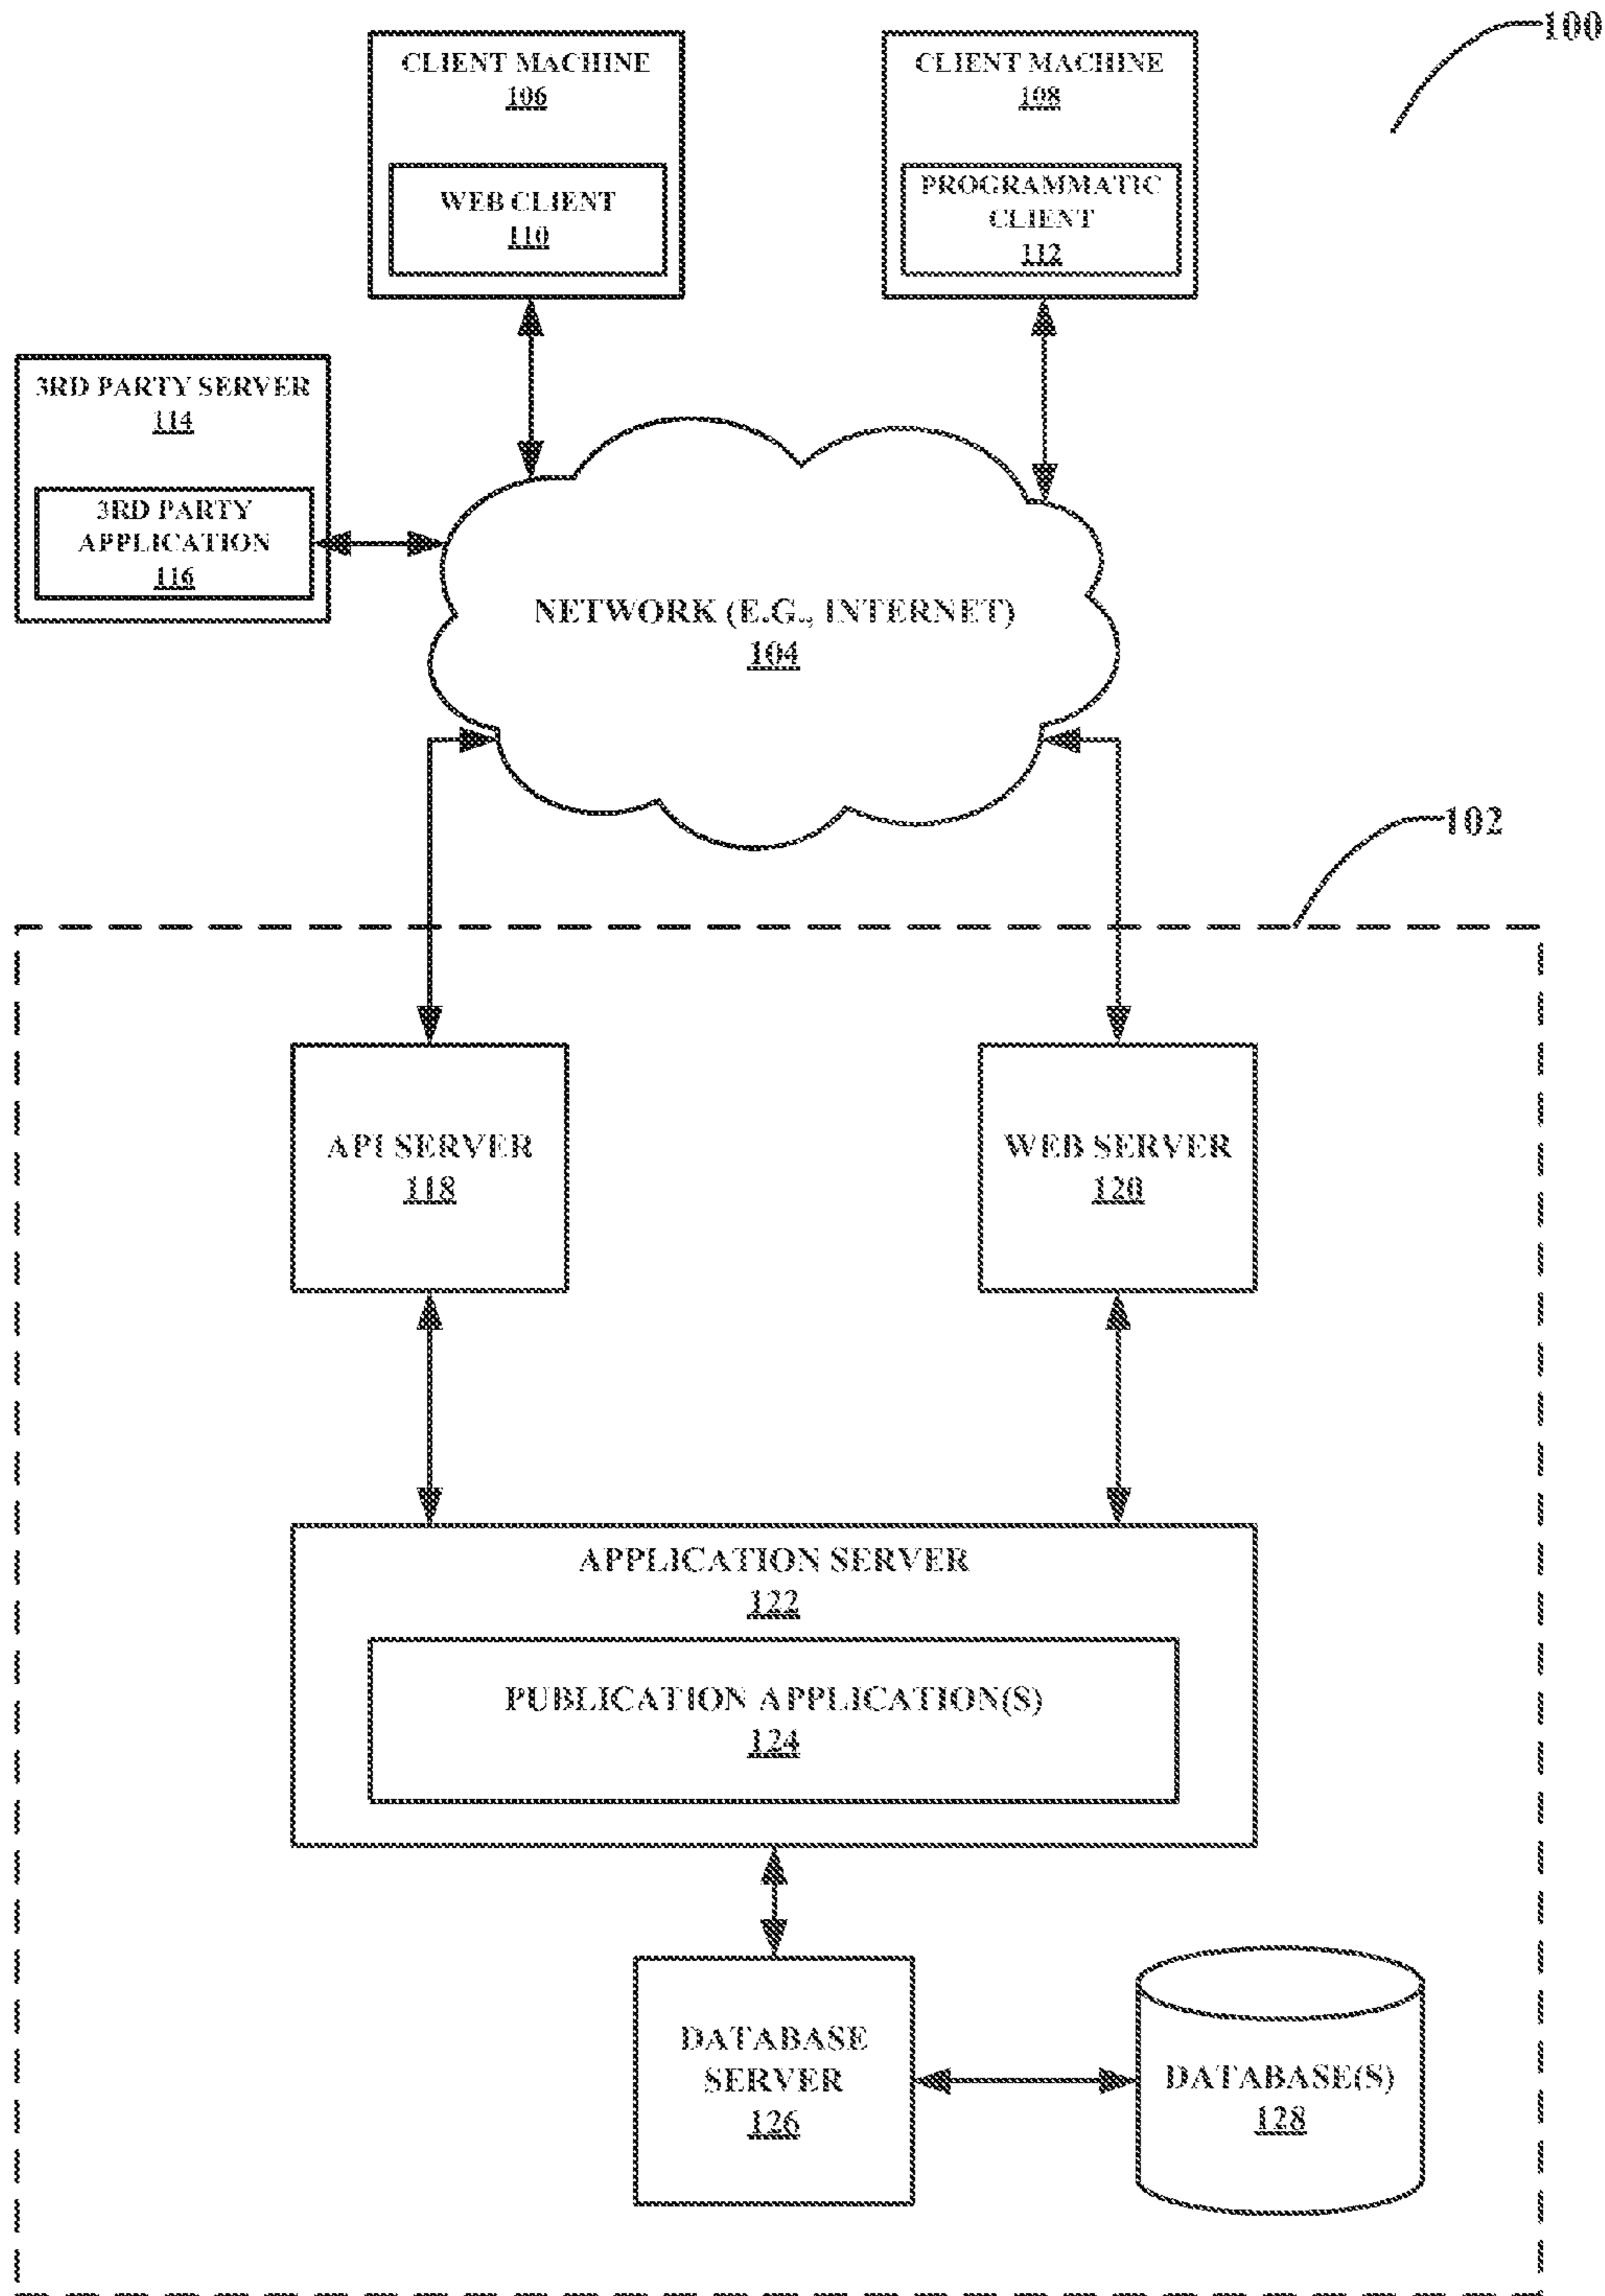 100
CLIENT MACHINE
106
WEB CLIENT
110
CLIENT MACHINE
108
PROGRAMMATIC
CLIENT
112
3RD PARTY SERVER
114
3RD PARTY
APPLICATION
116
NETWORK (E.G., INTERNET)
104
102
API SERVER
118
WEB SERVER
120
APPLICATION SERVER
122
PUBLICATION APPLICATION(S)
124
DATABASE
SERVER
126
DATABASE(S)
128